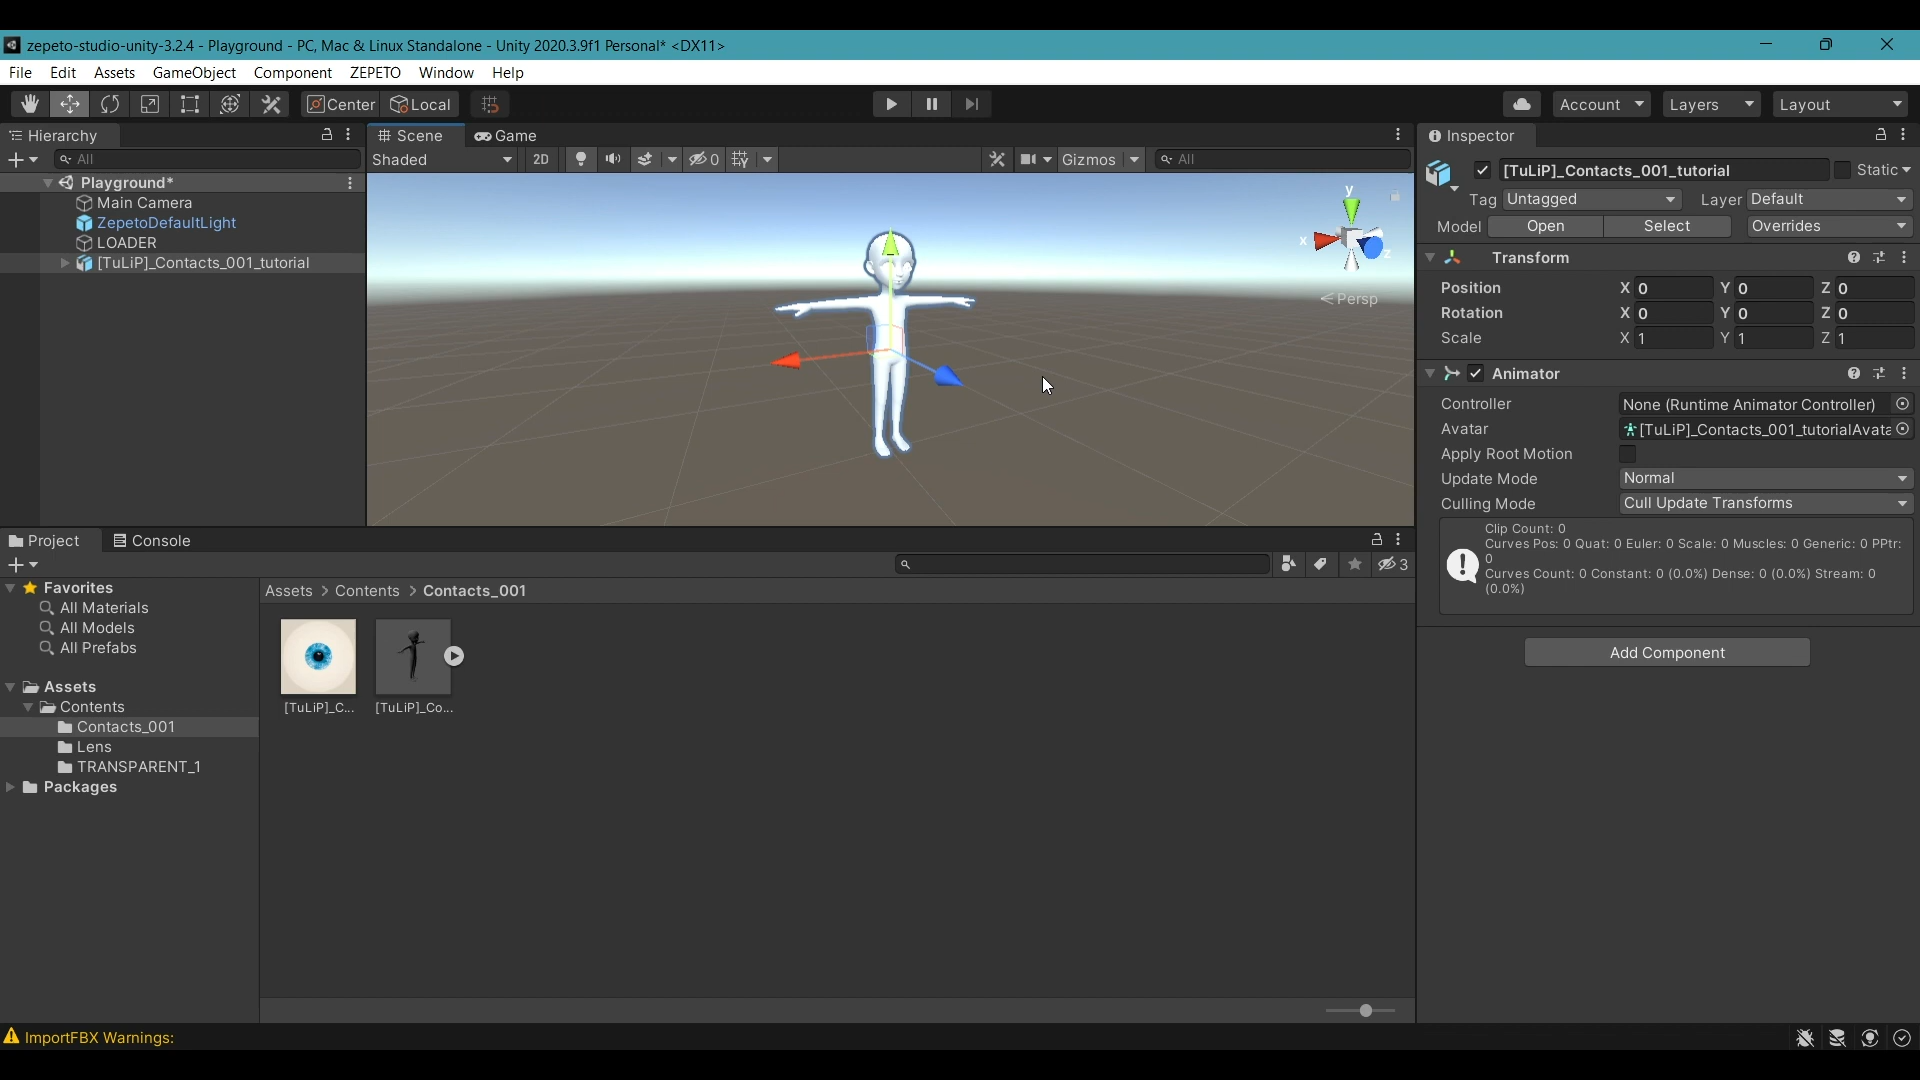 zepeto-studio-unity-3.2.4 - Playground - PC, Mac & Linux Standalone - Unity 2020.3.9f1 Personal* <DX11>
File Edit Assets GameObject Component ZEPETO Window Help
Center Local Account Layers Layout
Hierarchy
All
Playground*
Main Camera
ZepetoDefaultLight
LOADER
[TuLiP]_Contacts_001_tutorial
Scene Game
Shaded 2D 0 Gizmos All
y
x
z
Persp
Inspector
[TuLiP]_Contacts_001_tutorial Static
Tag Untagged Layer Default
Model Open Select Overrides
Transform
Position X 0 Y 0 Z 0
Rotation X 0 Y 0 Z 0
Scale X 1 Y 1 Z 1
Animator
Controller None (Runtime Animator Controller)
Avatar [TuLiP]_Contacts_001_tutorialAvata
Apply Root Motion
Update Mode Normal
Culling Mode Cull Update Transforms
Clip Count: 0
Curves Pos: 0 Quat: 0 Euler: 0 Scale: 0 Muscles: 0 Generic: 0 PPtr:
0
Curves Count: 0 Constant: 0 (0.0%) Dense: 0 (0.0%) Stream: 0
(0.0%)
Add Component
Project Console
3
Favorites
All Materials
All Models
All Prefabs
Assets
Contents
Contacts_001
Lens
TRANSPARENT_1
Packages
Assets > Contents > Contacts_001
[TuLiP]_C... [TuLiP]_Co...
ImportFBX Warnings: